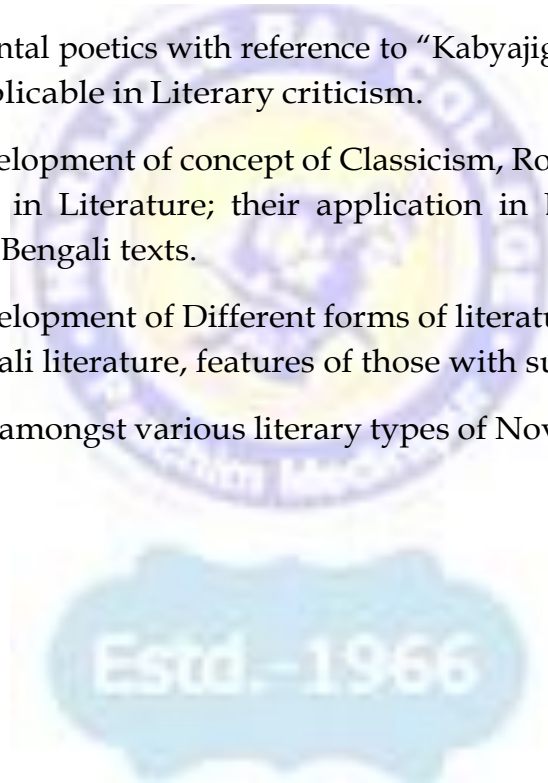 ntal poetics with reference to “Kabyajig
plicable in Literary criticism.
velopment of concept of Classicism, Ro
in Literature; their application in
Bengali texts.
velopment of Different forms of literatu
ali literature, features of those with su
amongst various literary types of Nov
Estd.-1966